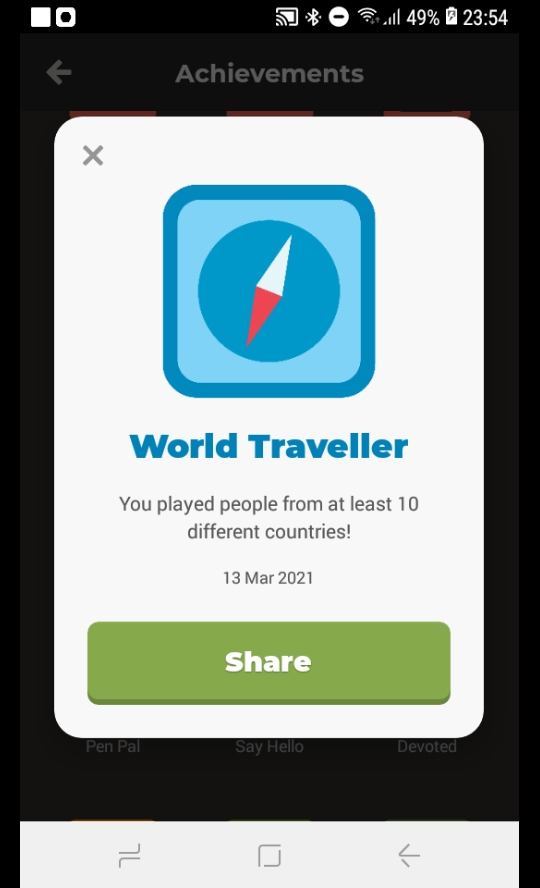 49% 23:54
Achievements
World Traveller
You played people from at least 10
different countries!
13 Mar 2021
Share
Pen Pal Say Hello Devoted